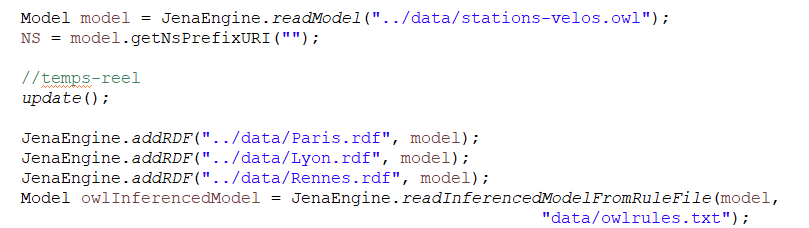 Model model = JenaEngine.readModel("../data/stations-velos.owl");
NS = model.getNsPrefixURI("");
//temps-reel
update();
JenaEngine.addRDF("../data/Paris.rdf", model);
JenaEngine.addRDF("../data/Lyon.rdf", model);
JenaEngine.addRDF("../data/Rennes.rdf", model);
Model owlInferencedModel = JenaEngine.readInferencedModelFromRuleFile(model,
"data/owlrules.txt");